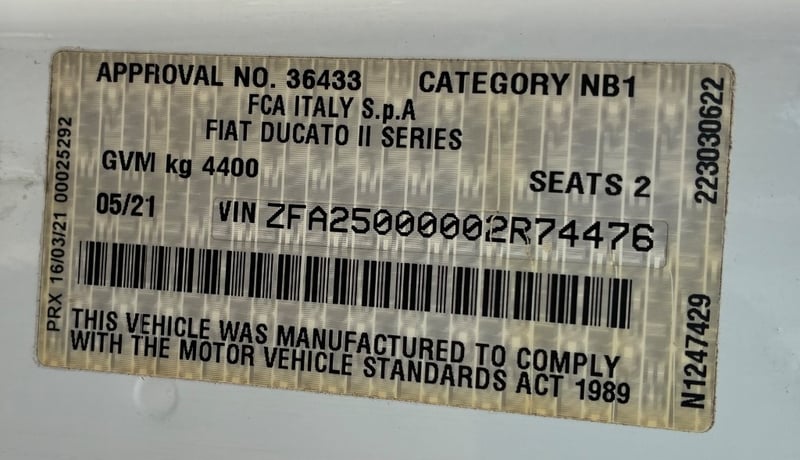 APPROVAL NO. 36433 CATEGORY NB1
FCA ITALY S.p.A
FIAT DUCATO II SERIES
GVM kg 4400
SEATS 2
05/21
VIN ZFA25000002R74476
THIS VEHICLE WAS MANUFACTURED TO COMPLY
WITH THE MOTOR VEHICLE STANDARDS ACT 1989
PRX 16/03/21 00025292
223030622
N1247429